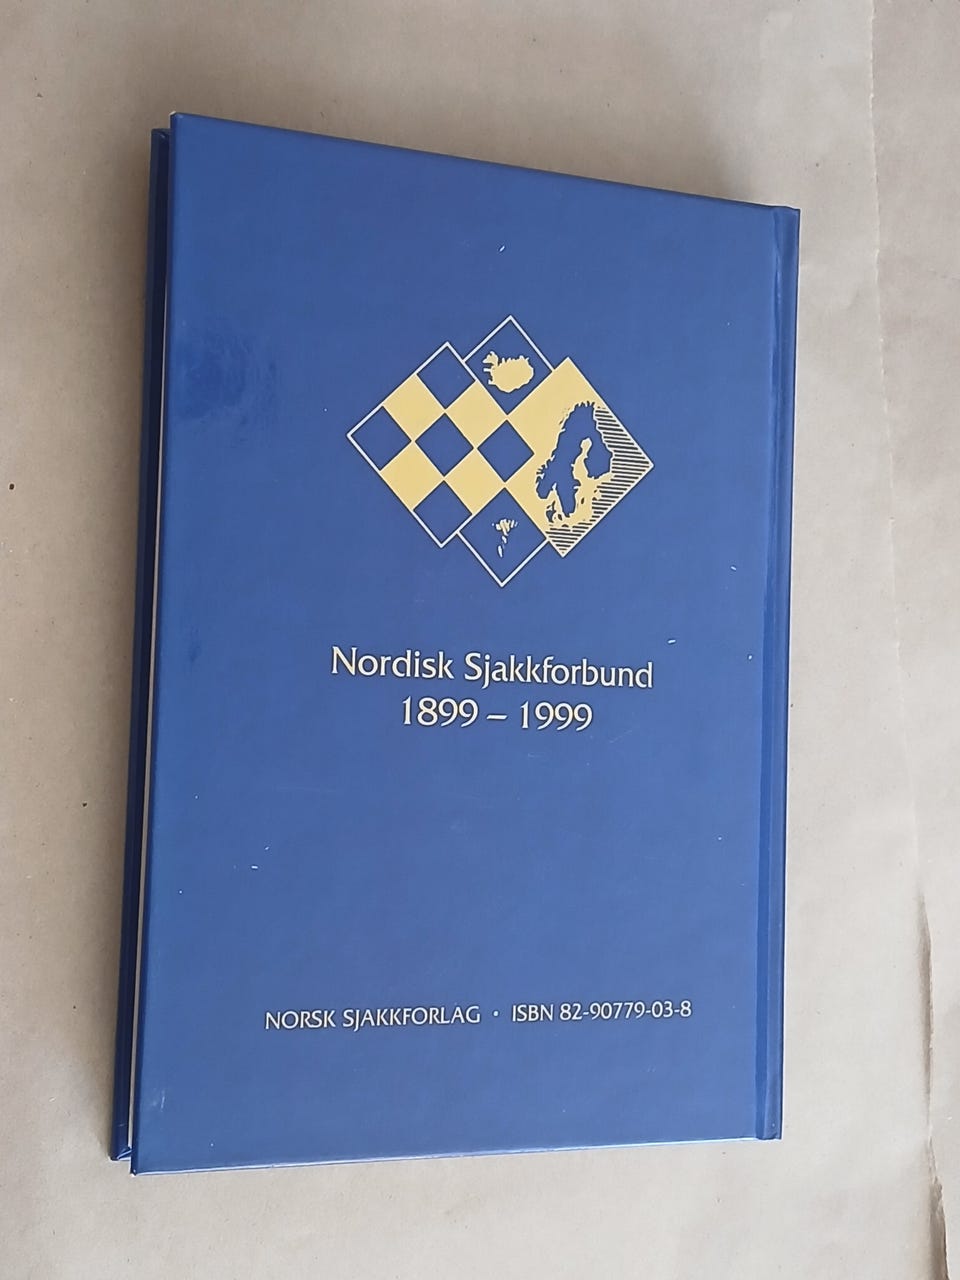 Nordisk Sjakkforbund
1899 – 1999
NORSK SJAKKFORLAG • ISBN 82-90779-03-8